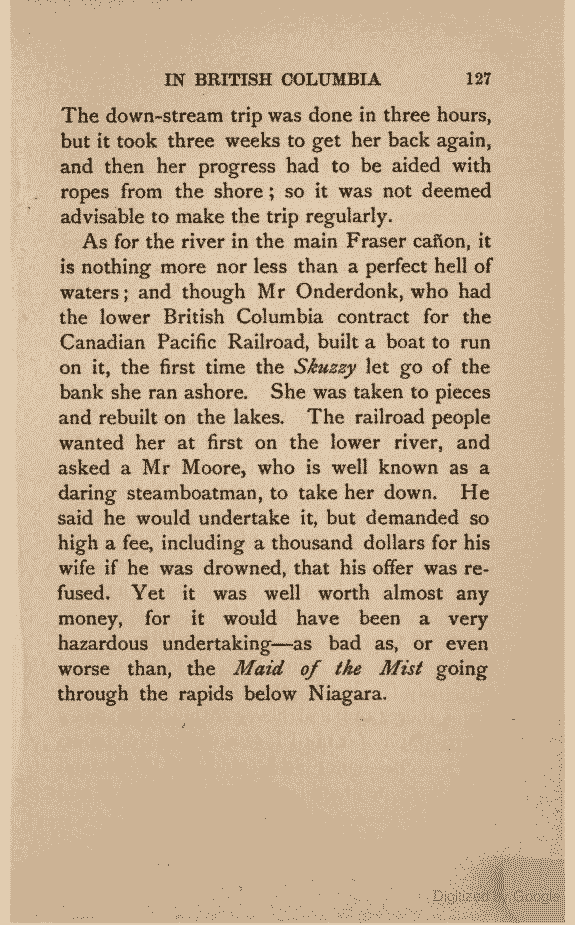 IN BRITISH COLUMBIA 127
The down-stream trip was done in three hours,
but it took three weeks to get her back again,
and then her progress had to be aided with
ropes from the shore; so it was not deemed
advisable to make the trip regularly.
As for the river in the main Fraser cañon, it
is nothing more nor less than a perfect hell of
waters; and though Mr Onderdonk, who had
the lower British Columbia contract for the
Canadian Pacific Railroad, built a boat to run
on it, the first time the Skuzzy let go of the
bank she ran ashore. She was taken to pieces
and rebuilt on the lakes. The railroad people
wanted her at first on the lower river, and
asked a Mr Moore, who is well known as a
daring steamboatman, to take her down. He
said he would undertake it, but demanded so
high a fee, including a thousand dollars for his
wife if he was drowned, that his offer was re-
fused. Yet it was well worth almost any
money, for it would have been a very
hazardous undertaking—as bad as, or even
worse than, the Maid of the Mist going
through the rapids below Niagara.
Digitized by Google